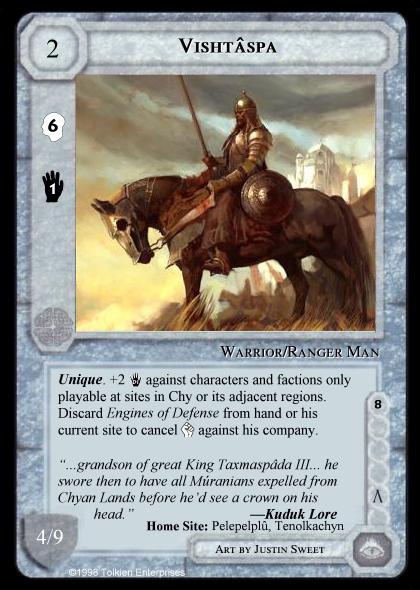 2
VISHTÂSPA
6
1
WARRIOR/RANGER MAN
Unique. +2 against characters and factions only
playable at sites in Chy or its adjacent regions.
Discard Engines of Defense from hand or his
current site to cancel against his company.
8
“...grandson of great King Taxmaspâda III... he
swore then to have all Múranians expelled from
Chyan Lands before he’d see a crown on his
head.” —Kuduk Lore
Home Site: Pelepelplû, Tenolkachyn
4/9
ART BY JUSTIN SWEET
©1998 Tolkien Enterprises